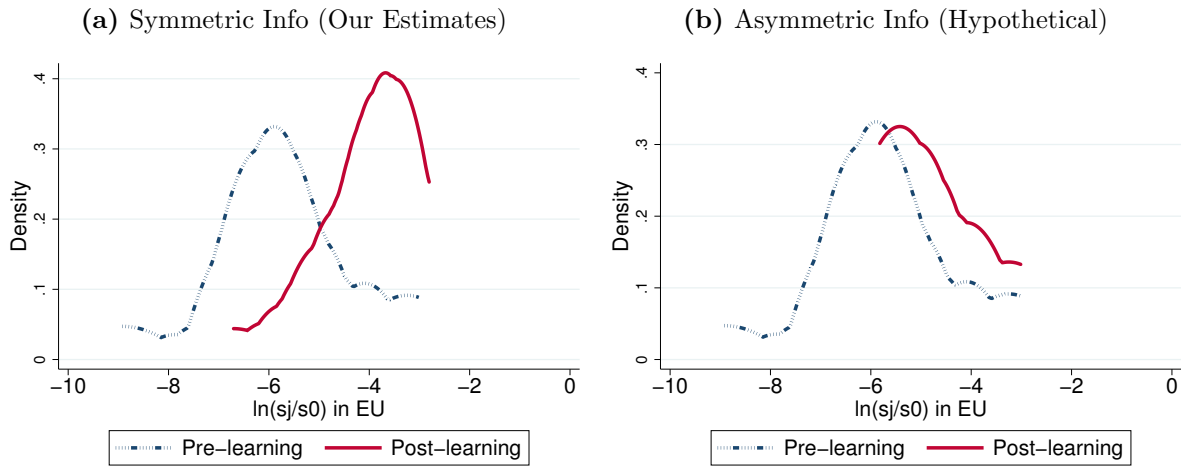 (a) Symmetric Info (Our Estimates)
Density
0 .1 .2 .3 .4
−10 −8 −6 −4 −2 0
ln(sj/s0) in EU
Pre−learning Post−learning
(b) Asymmetric Info (Hypothetical)
Density
0 .1 .2 .3 .4
−10 −8 −6 −4 −2 0
ln(sj/s0) in EU
Pre−learning Post−learning